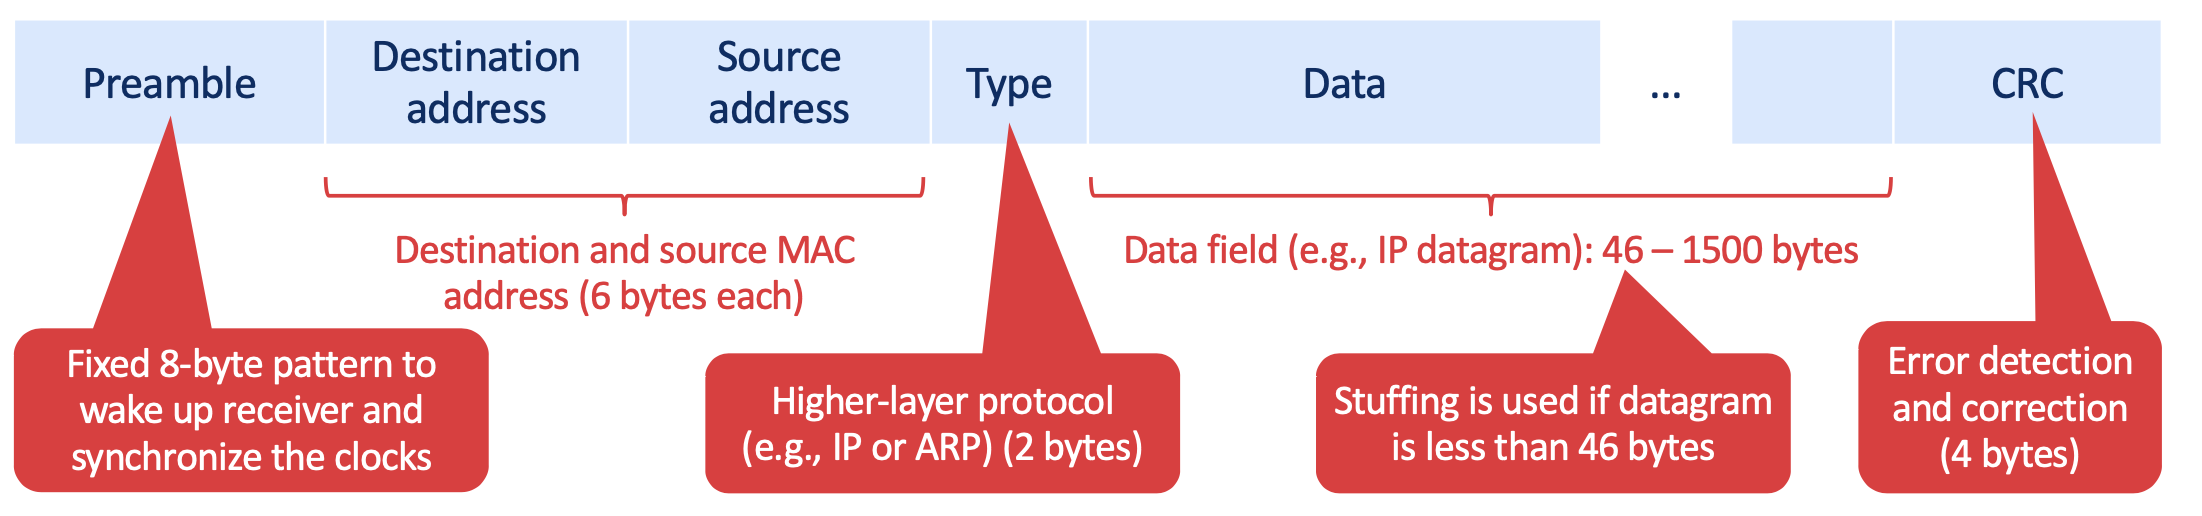 Preamble
Destination
address
Source
address
Type
Data
...
CRC
Destination and source MAC
address (6 bytes each)
Data field (e.g., IP datagram): 46 – 1500 bytes
Fixed 8-byte pattern to
wake up receiver and
synchronize the clocks
Higher-layer protocol
(e.g., IP or ARP) (2 bytes)
Stuffing is used if datagram
is less than 46 bytes
Error detection
and correction
(4 bytes)